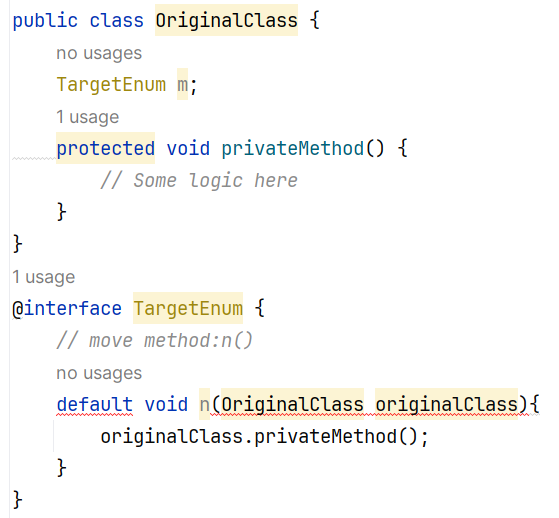 public class OriginalClass {
no usages
TargetEnum m;
1 usage
protected void privateMethod() {
// Some logic here
}
}
1 usage
@interface TargetEnum {
// move method:n()
no usages
default void n(OriginalClass originalClass){
originalClass.privateMethod();
}
}